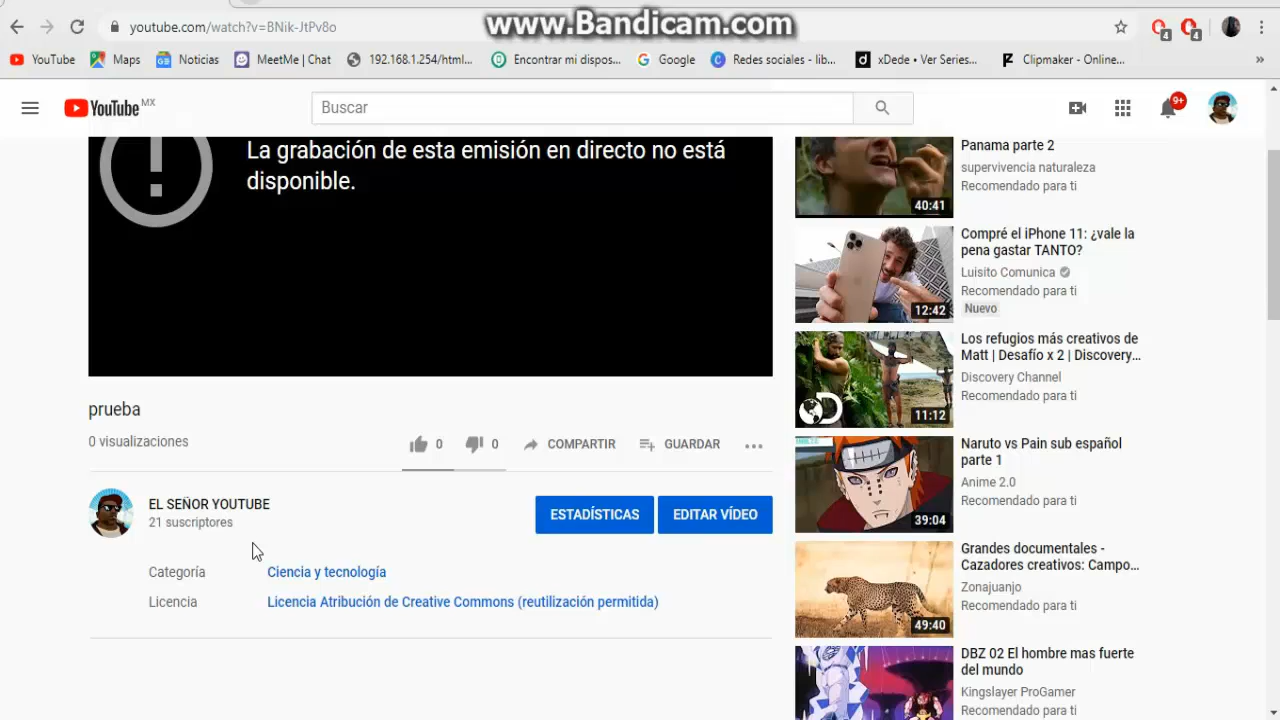 youtube.com/watch?v=BNik-JtPv8o
www.Bandicam.com
4
4
YouTube
Maps
Noticias
MeetMe | Chat
192.168.1.254/html...
Encontrar mi dispos...
Google
Redes sociales - lib...
xDede • Ver Series...
Clipmaker - Online...
»
YouTube MX
Buscar
9+
La grabación de esta emisión en directo no está
disponible.
prueba
0 visualizaciones
0
0
COMPARTIR
GUARDAR
EL SEÑOR YOUTUBE
21 suscriptores
ESTADÍSTICAS
EDITAR VÍDEO
Categoría
Ciencia y tecnología
Licencia
Licencia Atribución de Creative Commons (reutilización permitida)
40:41
Panama parte 2
supervivencia naturaleza
Recomendado para ti
12:42
Compré el iPhone 11: ¿vale la
pena gastar TANTO?
Luisito Comunica
Recomendado para ti
Nuevo
11:12
Los refugios más creativos de
Matt | Desafío x 2 | Discovery...
Discovery Channel
Recomendado para ti
39:04
Naruto vs Pain sub español
parte 1
Anime 2.0
Recomendado para ti
49:40
Grandes documentales -
Cazadores creativos: Campo...
Zonajuanjo
Recomendado para ti
DBZ 02 El hombre mas fuerte
del mundo
Kingslayer ProGamer
Recomendado para ti